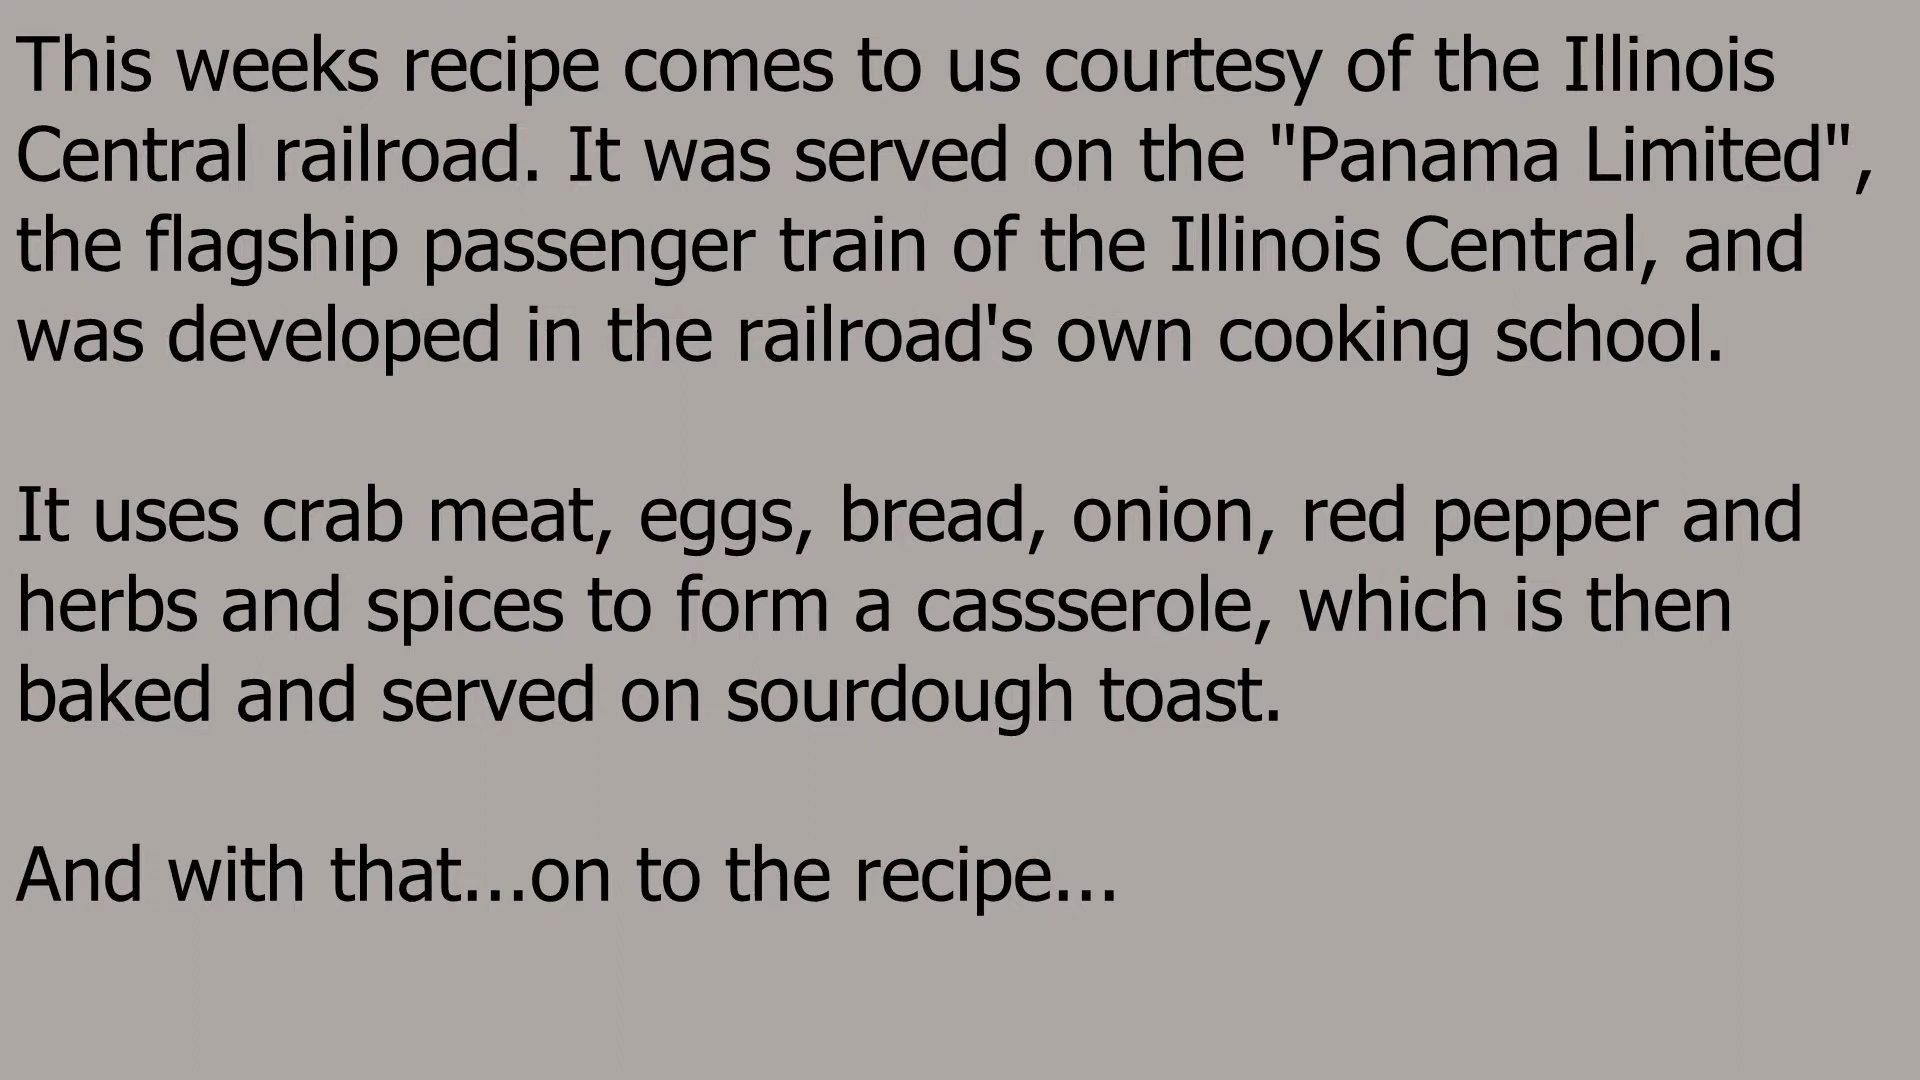 This weeks recipe comes to us courtesy of the Illinois
Central railroad. It was served on the "Panama Limited",
the flagship passenger train of the Illinois Central, and
was developed in the railroad's own cooking school.
It uses crab meat, eggs, bread, onion, red pepper and
herbs and spices to form a cassserole, which is then
baked and served on sourdough toast.
And with that...on to the recipe...